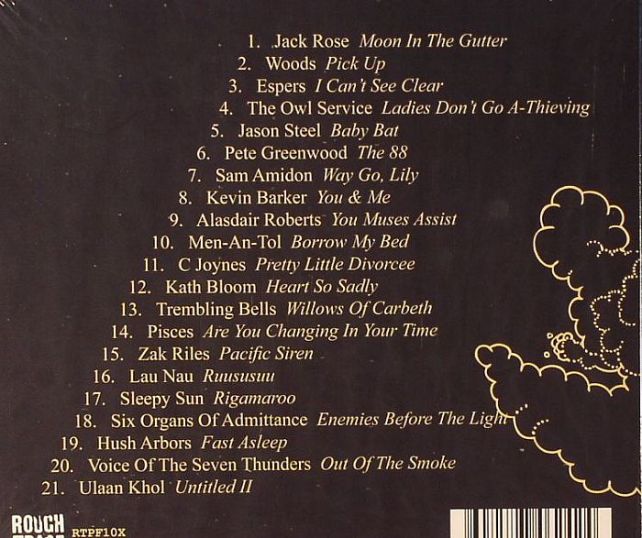 1. Jack Rose Moon In The Gutter
2. Woods Pick Up
3. Espers I Can't See Clear
4. The Owl Service Ladies Don't Go A-Thieving
5. Jason Steel Baby Bat
6. Pete Greenwood The 88
7. Sam Amidon Way Go, Lily
8. Kevin Barker You & Me
9. Alasdair Roberts You Muses Assist
10. Men-An-Tol Borrow My Bed
11. C Joynes Pretty Little Divorcee
12. Kath Bloom Heart So Sadly
13. Trembling Bells Willows Of Carbeth
14. Pisces Are You Changing In Your Time
15. Zak Riles Pacific Siren
16. Lau Nau Ruususuu
17. Sleepy Sun Rigamaroo
18. Six Organs Of Admittance Enemies Before The Light
19. Hush Arbors Fast Asleep
20. Voice Of The Seven Thunders Out Of The Smoke
21. Ulaan Khol Untitled II
ROUGH
TRADE RTPF10X